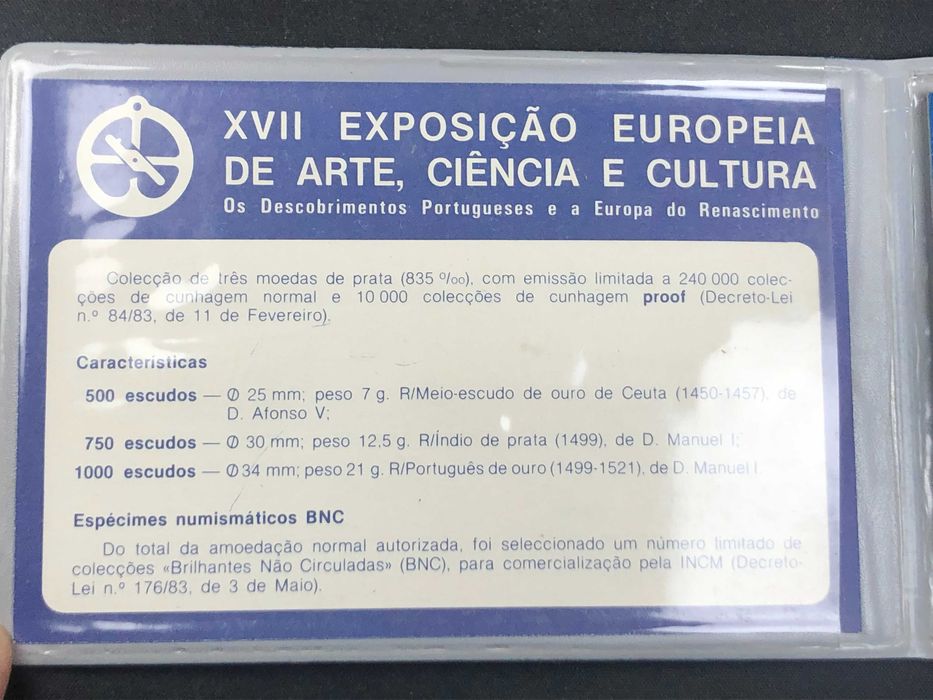 XVII EXPOSIÇÃO EUROPEIA
DE ARTE, CIÊNCIA E CULTURA
Os Descobrimentos Portugueses e a Europa do Renascimento
Colecção de três moedas de prata (835 º/oo), com emissão limitada a 240 000 colec-
ções de cunhagem normal e 10 000 colecções de cunhagem proof (Decreto-Lei
n.º 84/83, de 11 de Fevereiro).
Características
500 escudos — Ø 25 mm; peso 7 g. R/Meio-escudo de ouro de Ceuta (1450-1457), de
D. Afonso V;
750 escudos — Ø 30 mm; peso 12,5 g. R/Índio de prata (1499), de D. Manuel I;
1000 escudos — Ø 34 mm; peso 21 g. R/Português de ouro (1499-1521), de D. Manuel I.
Espécimes numismáticos BNC
Do total da amoedação normal autorizada, foi seleccionado um número limitado de
colecções «Brilhantes Não Circuladas» (BNC), para comercialização pela INCM (Decreto-
Lei n.º 176/83, de 3 de Maio).